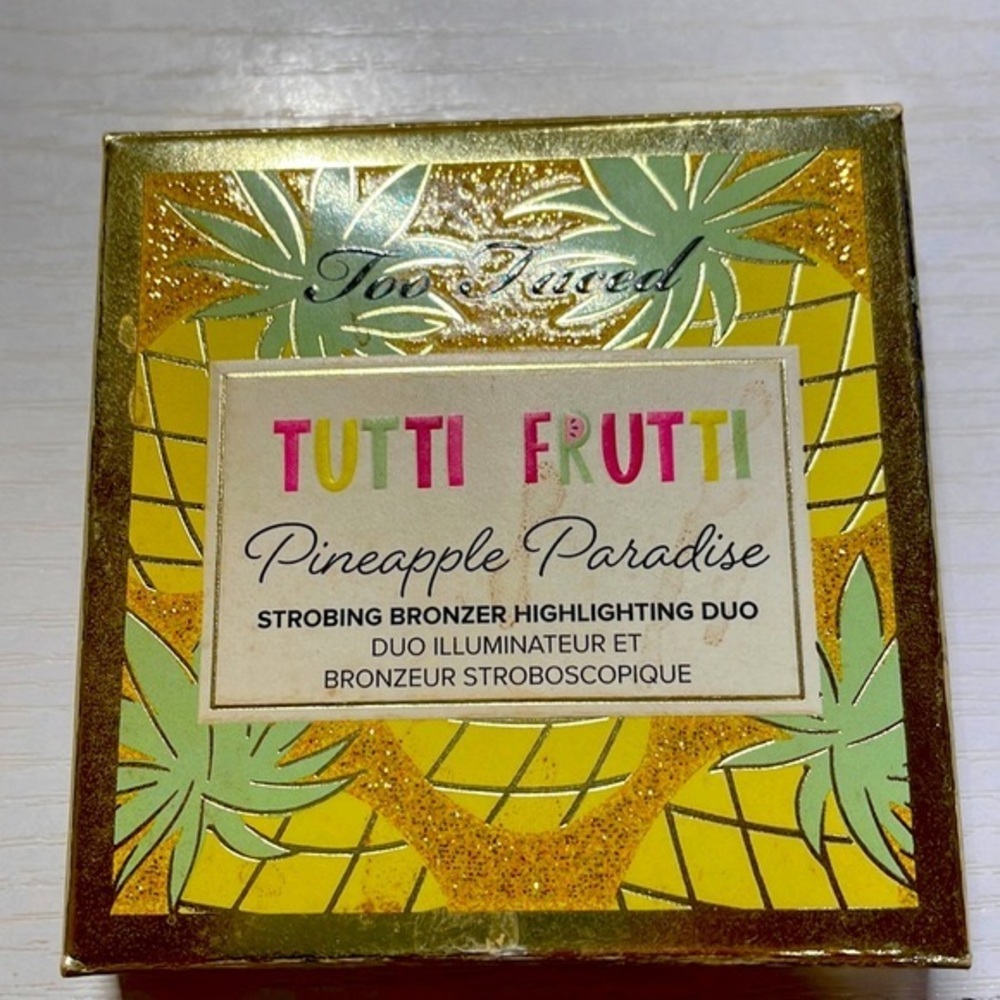 Too Faced
TUTTI FRUTTI
Pineapple Paradise
STROBING BRONZER HIGHLIGHTING DUO
DUO ILLUMINATEUR ET
BRONZEUR STROBOSCOPIQUE